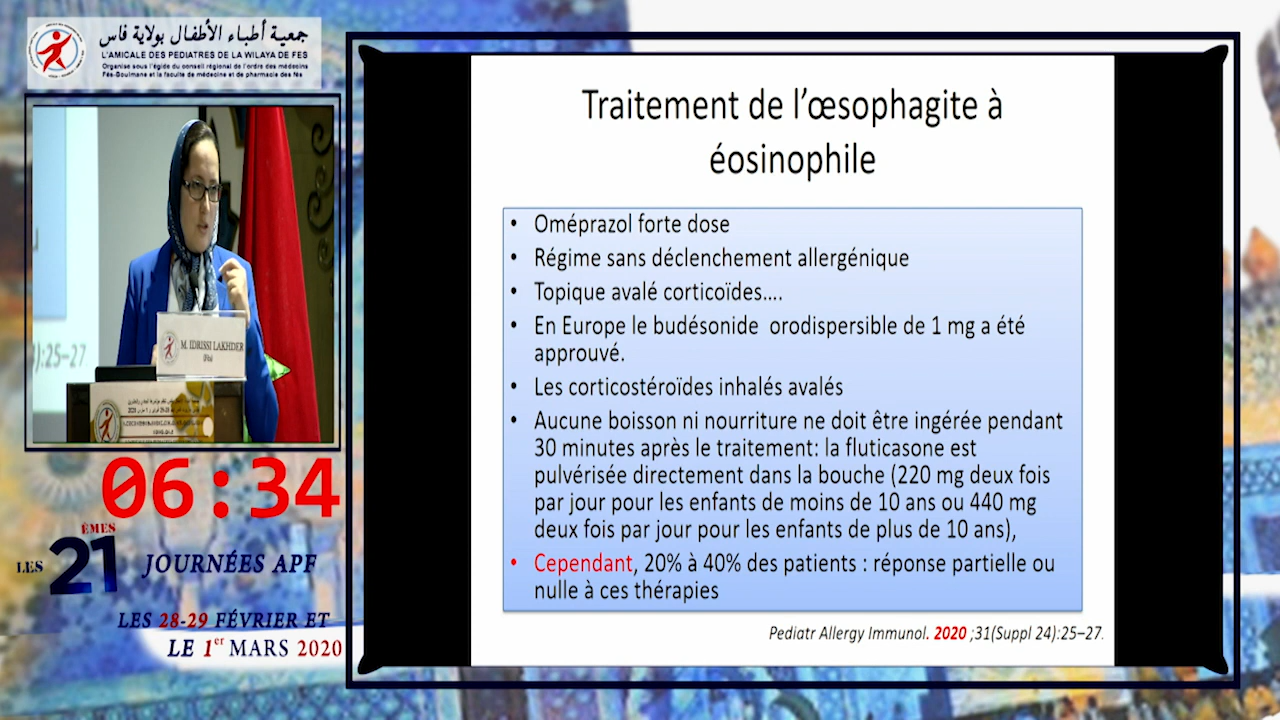 جمعية أطباء الأطفال بولاية فاس
L'AMICALE DES PEDIATRES DE LA WILAYA DE FES
Organise sous l'égide du conseil régional de l'ordre des médecins
Fés-Boulmane et la faculte de médecine et de pharmacie des fés
):25–27
M. IDRISSI LAKHDER
(Fès)
06:34
LES 21 ÈMES JOURNÉES APF
LES 28-29 FÉVRIER ET
LE 1er MARS 2020
Traitement de l'œsophagite à
éosinophile
• Oméprazol forte dose
• Régime sans déclenchement allergénique
• Topique avalé corticoïdes....
• En Europe le budésonide orodispersible de 1 mg a été
approuvé.
• Les corticostéroïdes inhalés avalés
• Aucune boisson ni nourriture ne doit être ingérée pendant
30 minutes après le traitement: la fluticasone est
pulvérisée directement dans la bouche (220 mg deux fois
par jour pour les enfants de moins de 10 ans ou 440 mg
deux fois par jour pour les enfants de plus de 10 ans),
• Cependant, 20% à 40% des patients : réponse partielle ou
nulle à ces thérapies
Pediatr Allergy Immunol. 2020 ;31(Suppl 24):25–27.